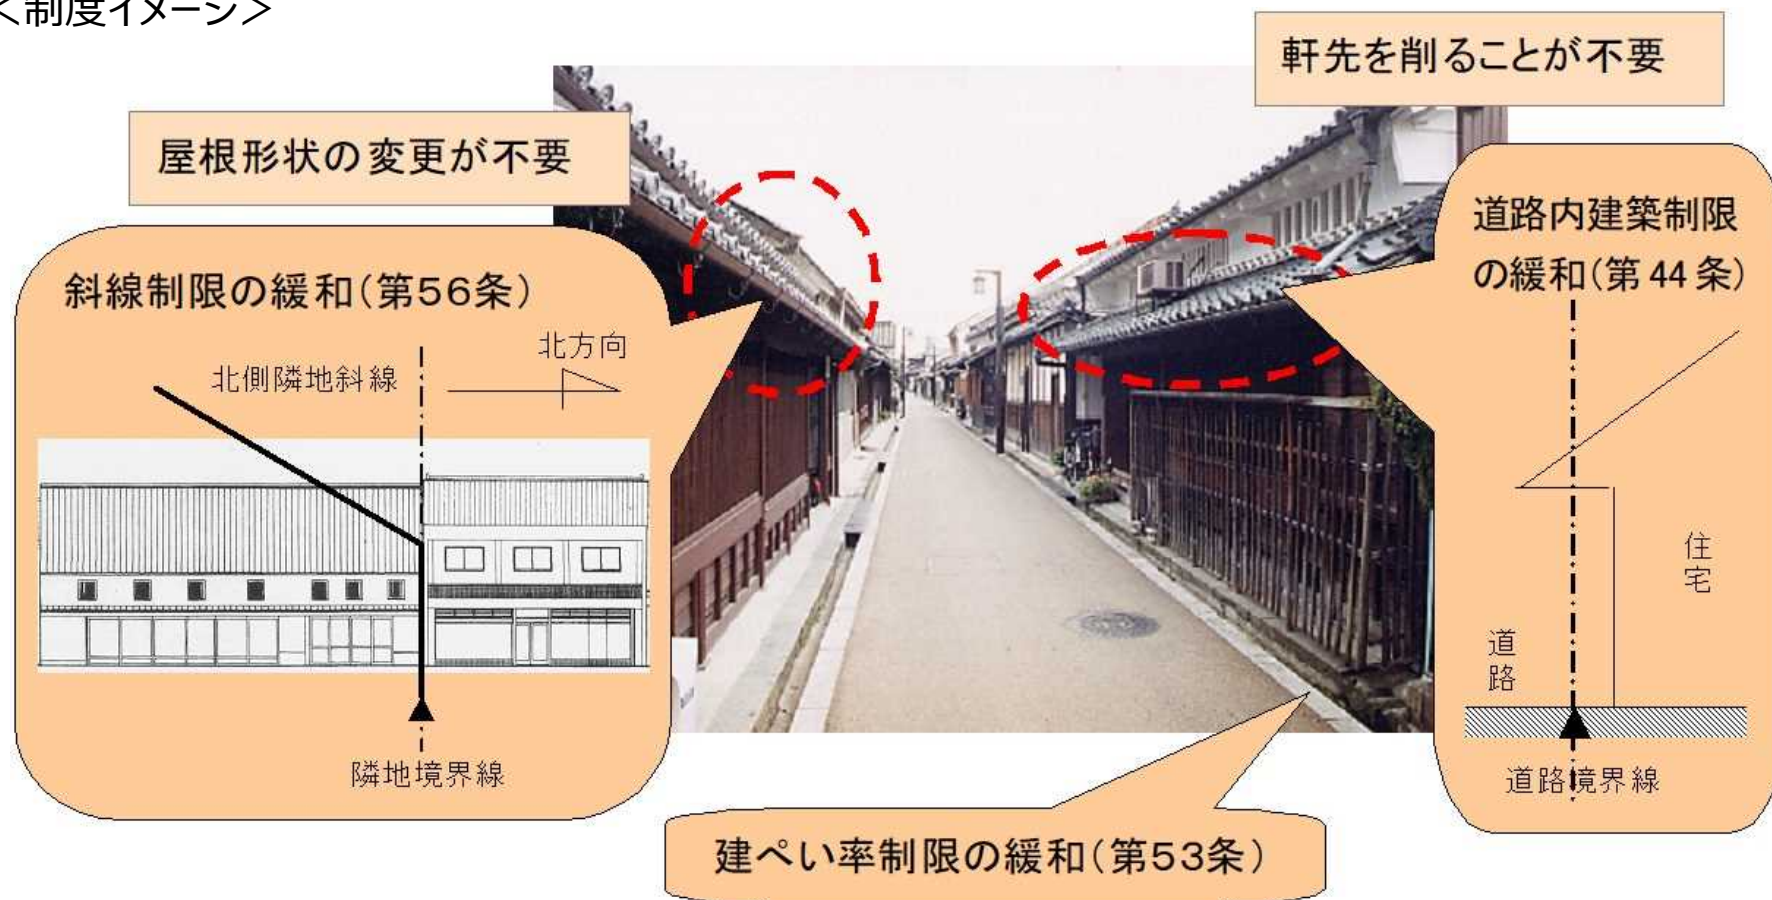 <制度イメージ>
軒先を削ることが不要
屋根形状の変更が不要
斜線制限の緩和(第56条)
北方向
北側隣地斜線
隣地境界線
道路内建築制限
の緩和(第44条)
住宅
道路
道路境界線
建ぺい率制限の緩和(第53条)